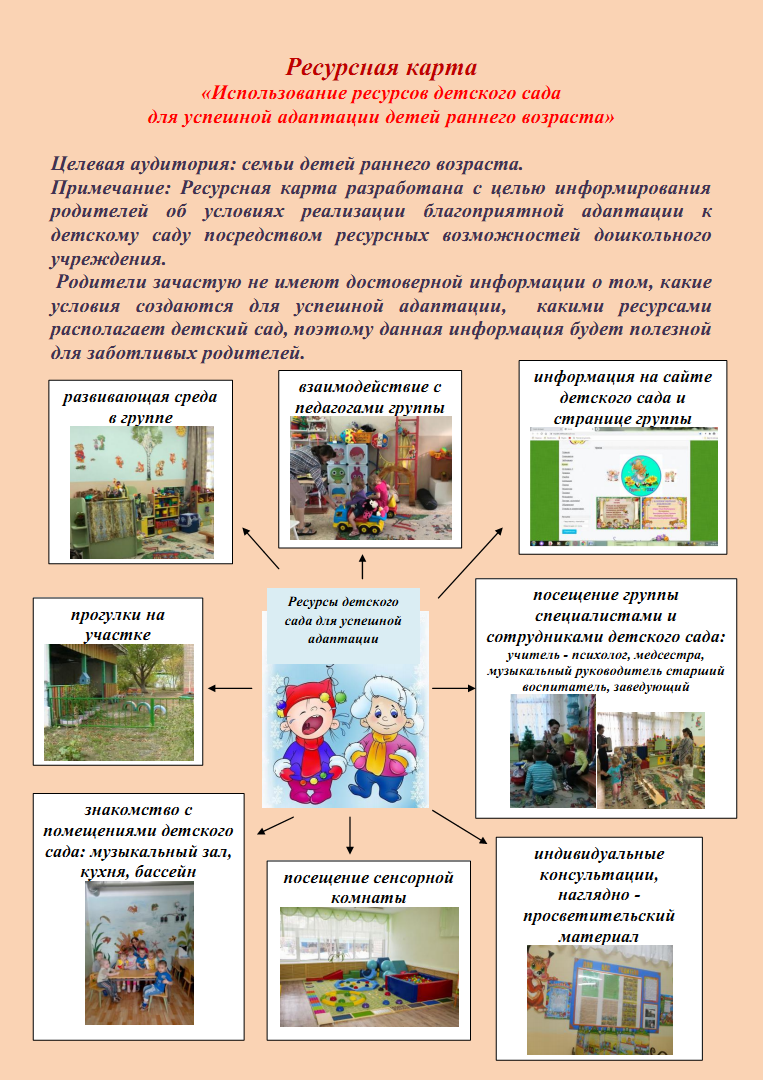 Ресурсная карта
«Использование ресурсов детского сада
для успешной адаптации детей раннего возраста»
Целевая аудитория: семьи детей раннего возраста.
Примечание: Ресурсная карта разработана с целью информирования
родителей об условиях реализации благоприятной адаптации к
детскому саду посредством ресурсных возможностей дошкольного
учреждения.
Родители зачастую не имеют достоверной информации о том, какие
условия создаются для успешной адаптации, какими ресурсами
располагает детский сад, поэтому данная информация будет полезной
для заботливых родителей.
развивающая среда
в группе
взаимодействие с
педагогами группы
информация на сайте
детского сада и
странице группы
прогулки на
участке
Ресурсы детского
сада для успешной
адаптации
посещение группы
специалистами и
сотрудниками детского сада:
учитель - психолог, медсестра,
музыкальный руководитель старший
воспитатель, заведующий
знакомство с
помещениями детского
сада: музыкальный зал,
кухня, бассейн
посещение сенсорной
комнаты
индивидуальные
консультации,
наглядно -
просветительский
материал